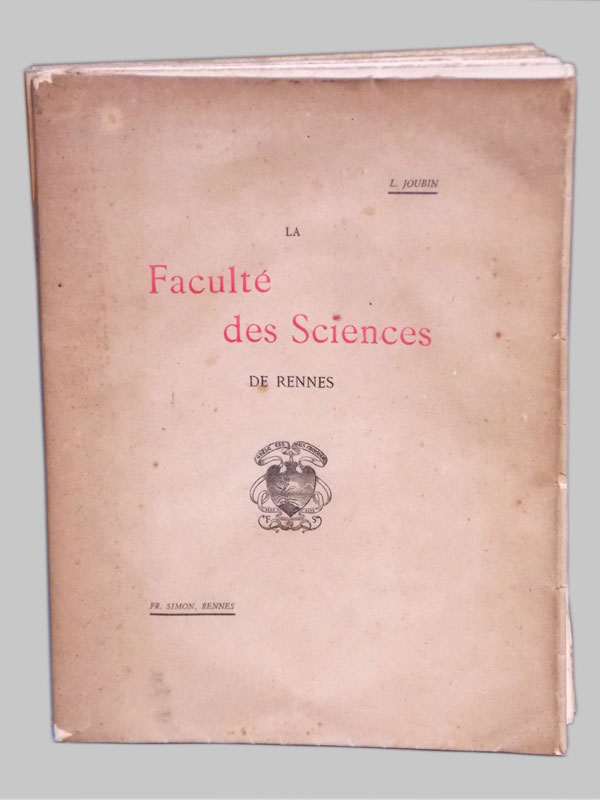 L. JOUBIN
LA
Faculté
des Sciences
DE RENNES
F S
FR. SIMON, RENNES